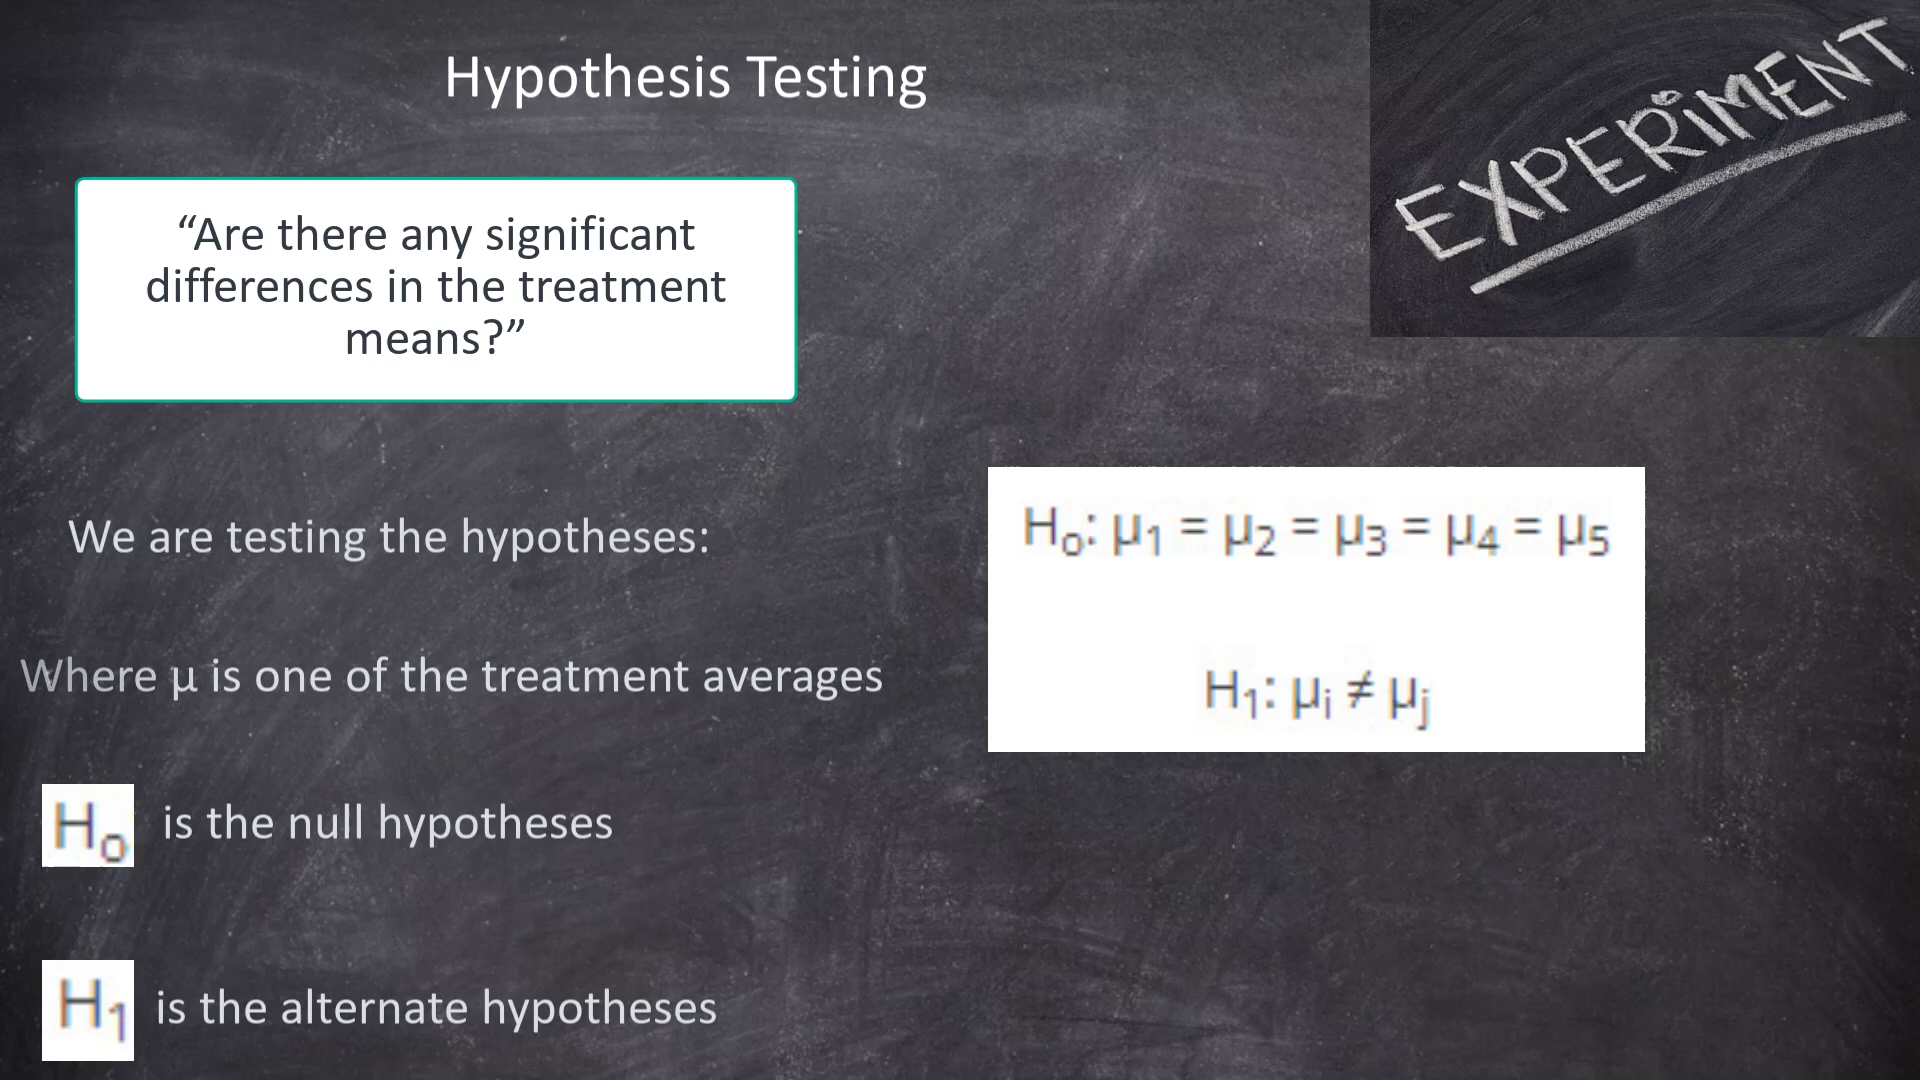 Hypothesis Testing
EXPERiMENT
“Are there any significant
differences in the treatment
means?”
We are testing the hypotheses:
H₀: µ₁ = µ₂ = µ₃ = µ₄ = µ₅
Where µ is one of the treatment averages
H₁: µᵢ ≠ µⱼ
H₀ is the null hypotheses
H₁ is the alternate hypotheses